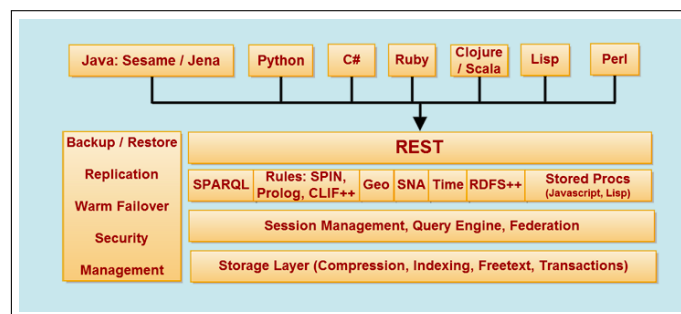 Java: Sesame / Jena
Python
C#
Ruby
Clojure
/ Scala
Lisp
Perl
Backup / Restore
Replication
Warm Failover
Security
Management
REST
SPARQL
Rules: SPIN,
Prolog, CLIF++
Geo
SNA
Time
RDFS++
Stored Procs
(Javascript, Lisp)
Session Management, Query Engine, Federation
Storage Layer (Compression, Indexing, Freetext, Transactions)